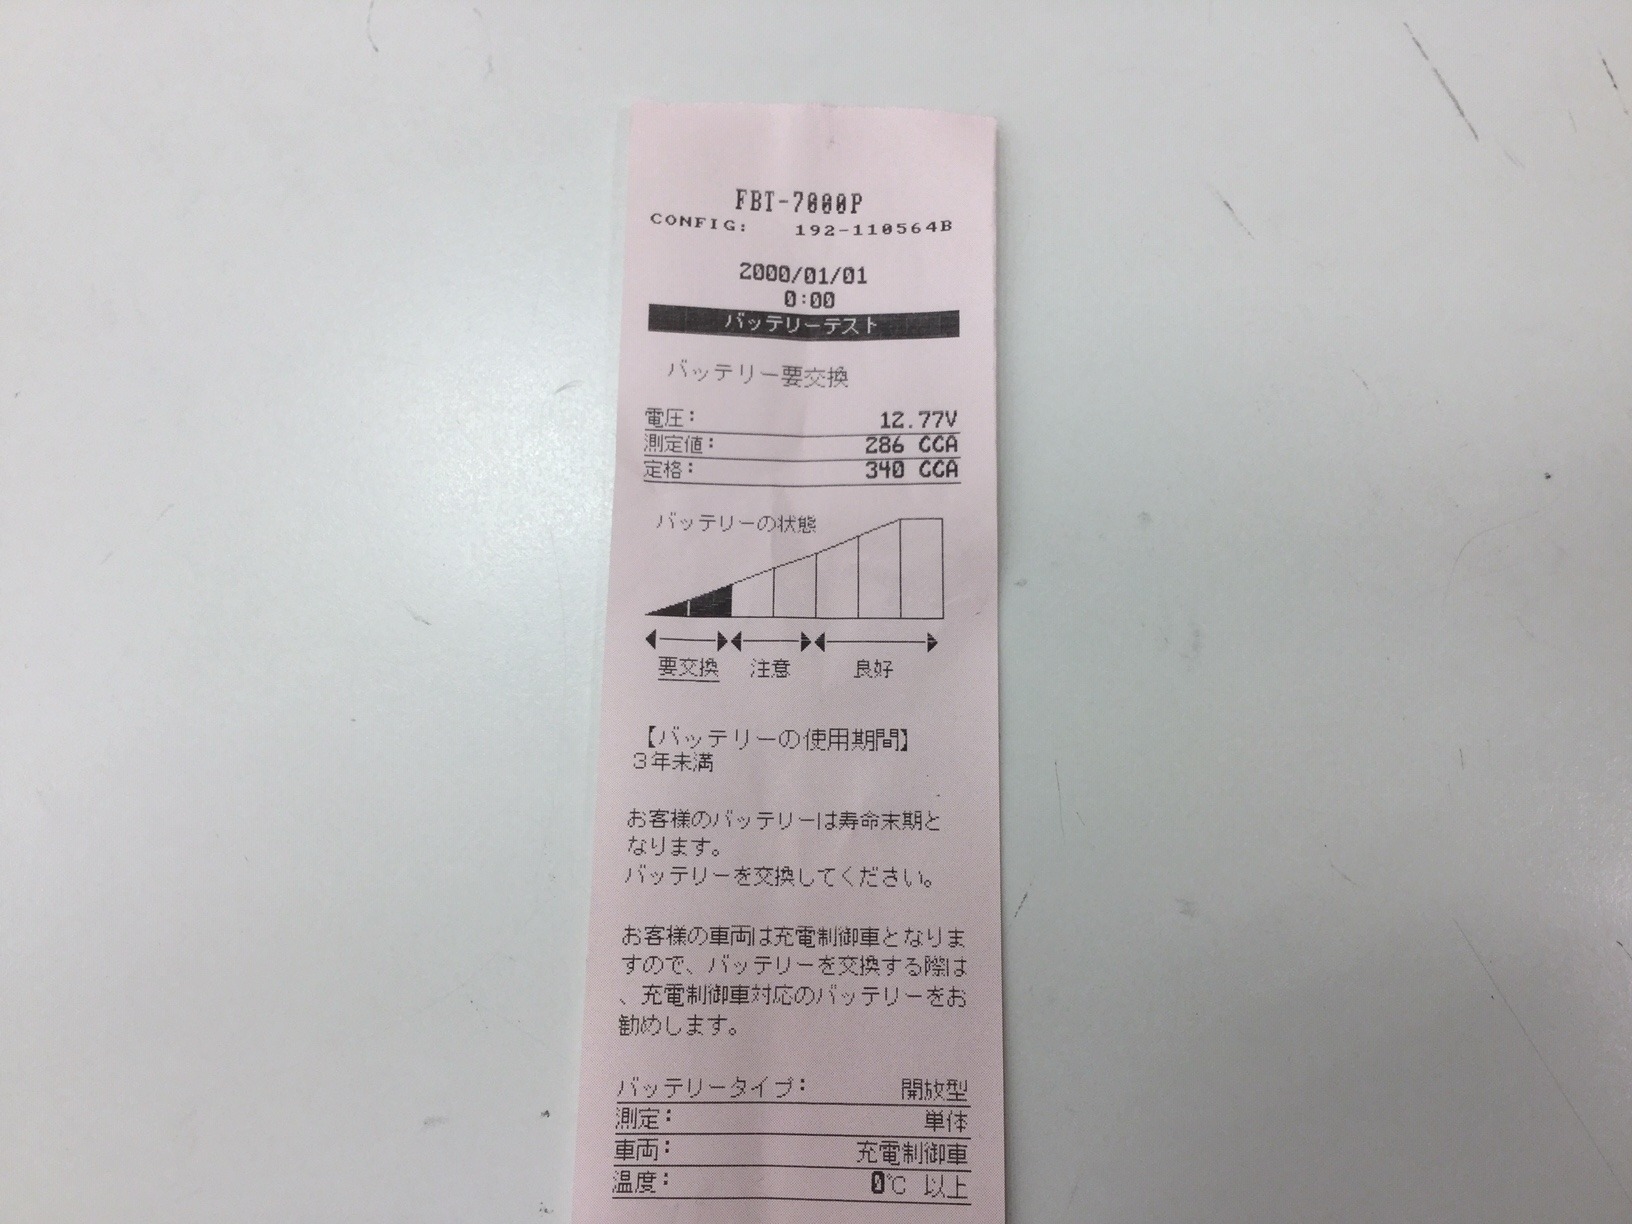 FBT-7000P
CONFIG: 192-110564B
2000/01/01
0:00
バッテリーテスト
バッテリー要交換
電圧: 12.77V
測定値: 286 CCA
定格: 340 CCA
バッテリーの状態
要交換 注意 良好
【バッテリーの使用期間】
3年未満
お客様のバッテリーは寿命末期と
なります。
バッテリーを交換してください。
お客様の車両は充電制御車となりま
すので、バッテリーを交換する際は
、充電制御車対応のバッテリーをお
勧めします。
バッテリータイプ: 開放型
測定: 単体
車両: 充電制御車
温度: 0℃ 以上